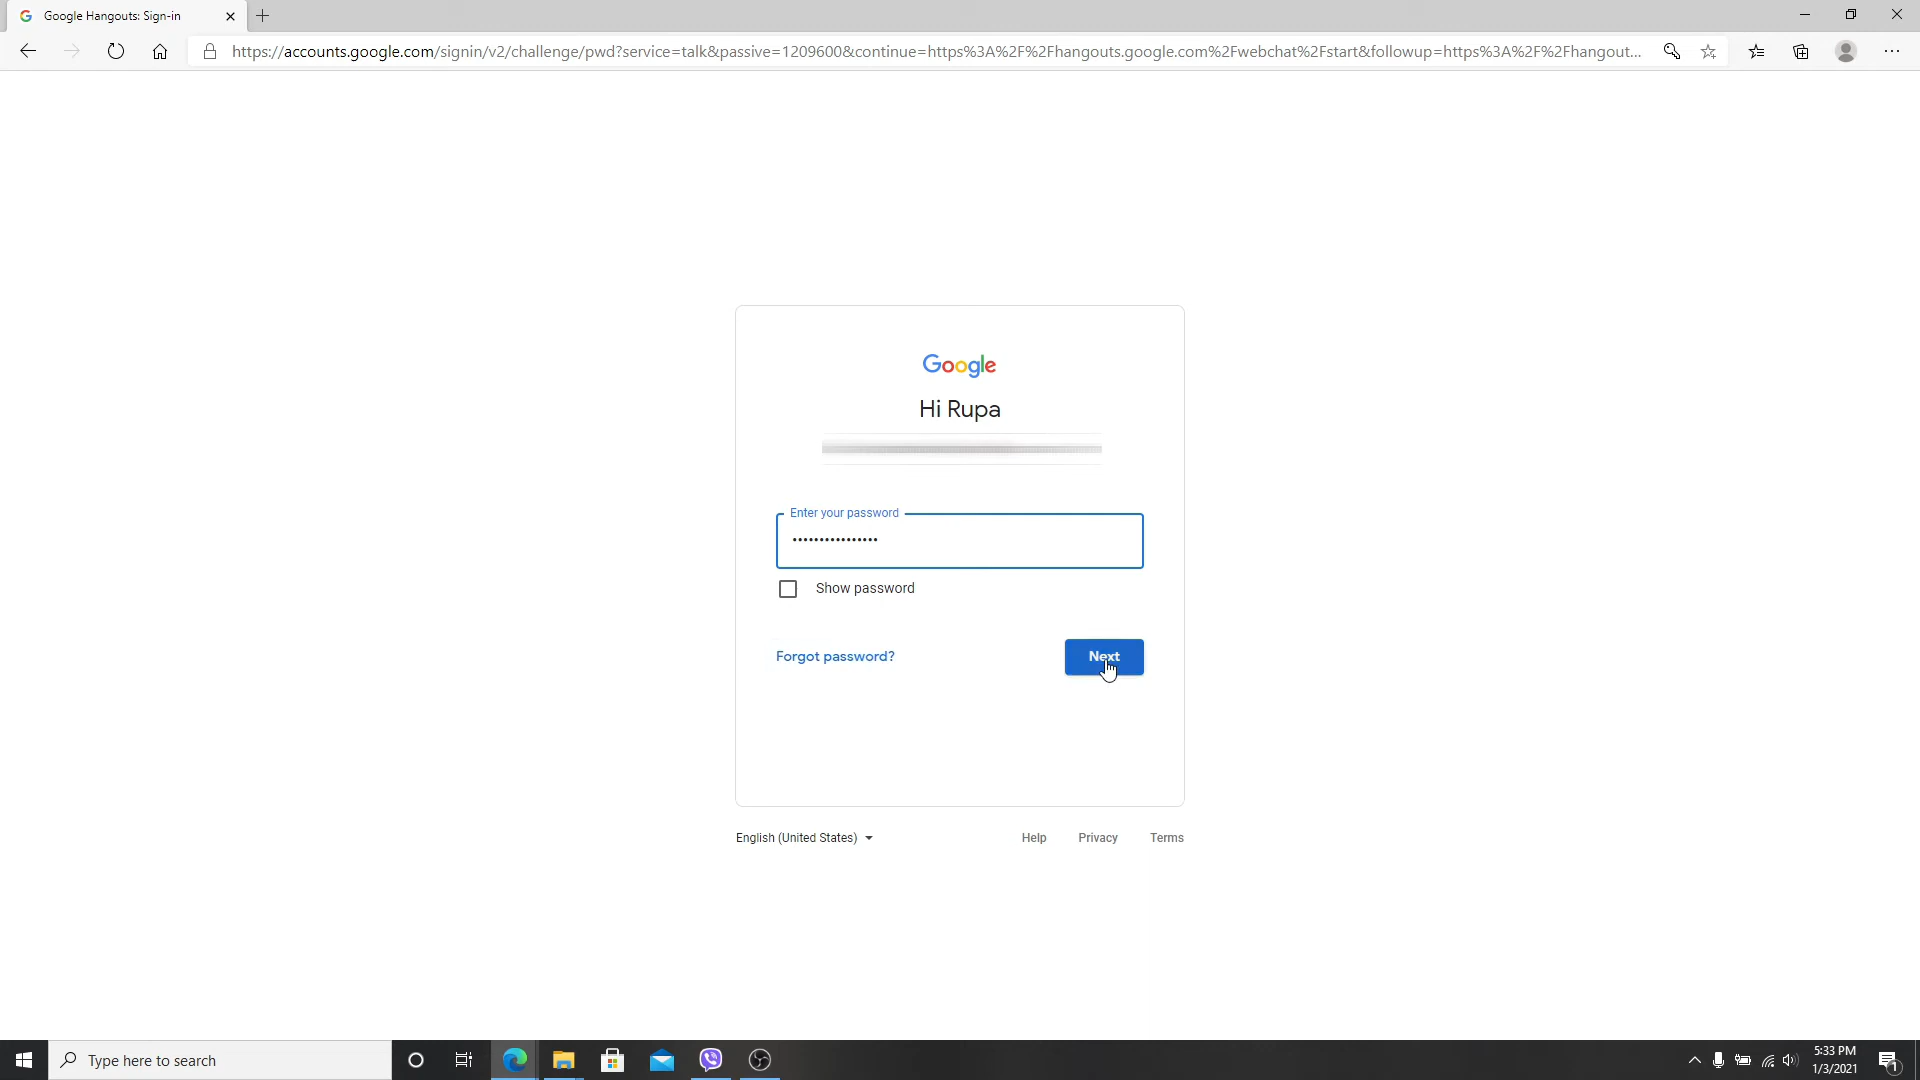 Google Hangouts: Sign-in
https://accounts.google.com/signin/v2/challenge/pwd?service=talk&passive=1209600&continue=https%3A%2F%2Fhangouts.google.com%2Fwebchat%2Fstart&followup=https%3A%2F%2Fhangout...
Google
Hi Rupa
Enter your password
••••••••••••••••
Show password
Forgot password?
Next
English (United States)
Help
Privacy
Terms
Type here to search
5:33 PM
1/3/2021
1